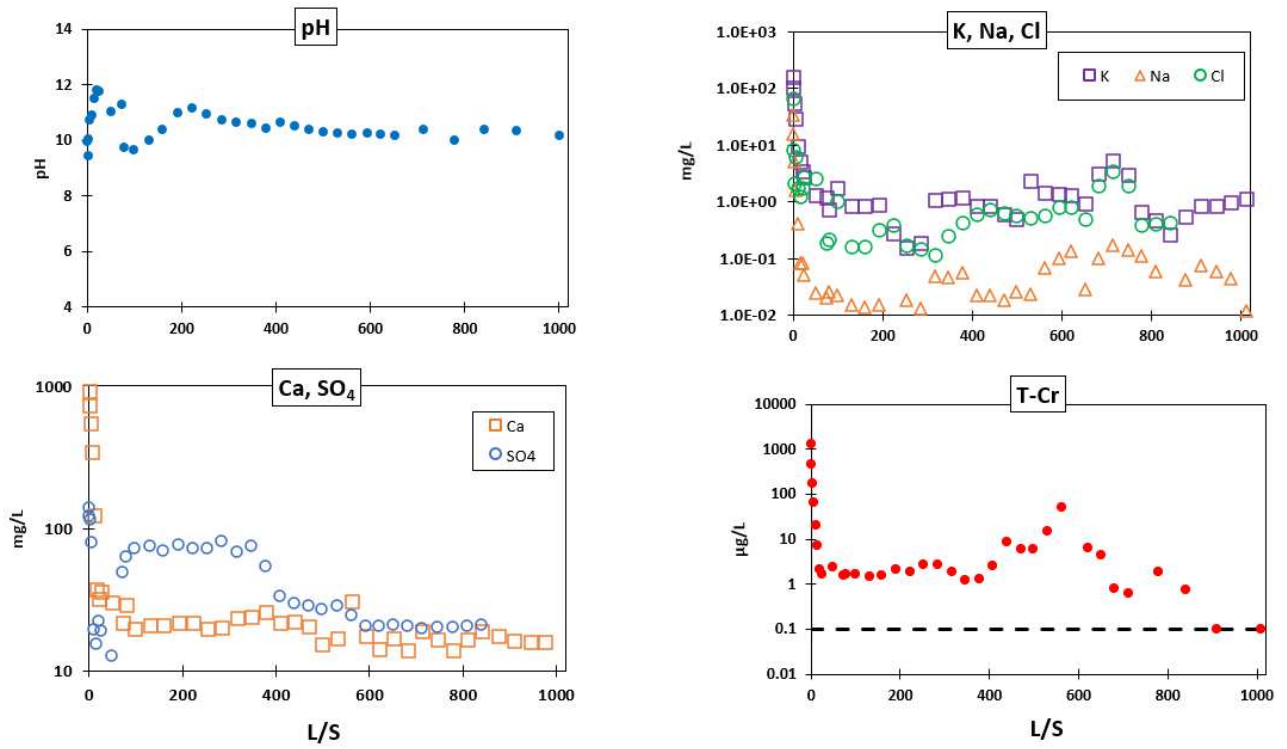 pH
14
12
10
8
6
4
pH
0 200 400 600 800 1000
K, Na, Cl
1.0E+03
1.0E+02
1.0E+01
1.0E+00
1.0E-01
1.0E-02
mg/L
K Na Cl
0 200 400 600 800 1000
Ca, SO₄
1000
100
10
mg/L
Ca
SO4
0 200 400 600 800 1000
L/S
T-Cr
10000
1000
100
10
1
0.1
0.01
µg/L
0 200 400 600 800 1000
L/S